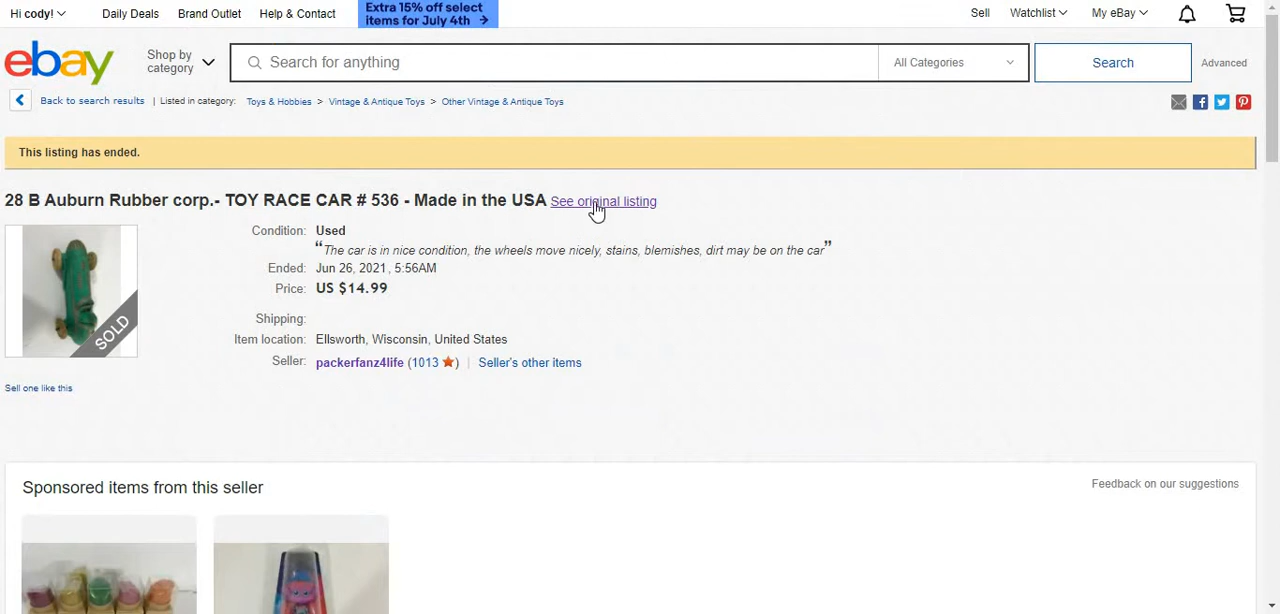 Hi cody! Daily Deals Brand Outlet Help & Contact Extra 15% off select items for July 4th → Sell Watchlist My eBay
ebay Shop by category Search for anything All Categories Search Advanced
Back to search results | Listed in category: Toys & Hobbies > Vintage & Antique Toys > Other Vintage & Antique Toys
This listing has ended.
28 B Auburn Rubber corp.- TOY RACE CAR # 536 - Made in the USA See original listing
Condition: Used
“The car is in nice condition, the wheels move nicely, stains, blemishes, dirt may be on the car”
Ended: Jun 26, 2021, 5:56AM
Price: US $14.99
SOLD
Shipping:
Item location: Ellsworth, Wisconsin, United States
Seller: packerfanz4life (1013 ★) | Seller's other items
Sell one like this
Sponsored items from this seller Feedback on our suggestions